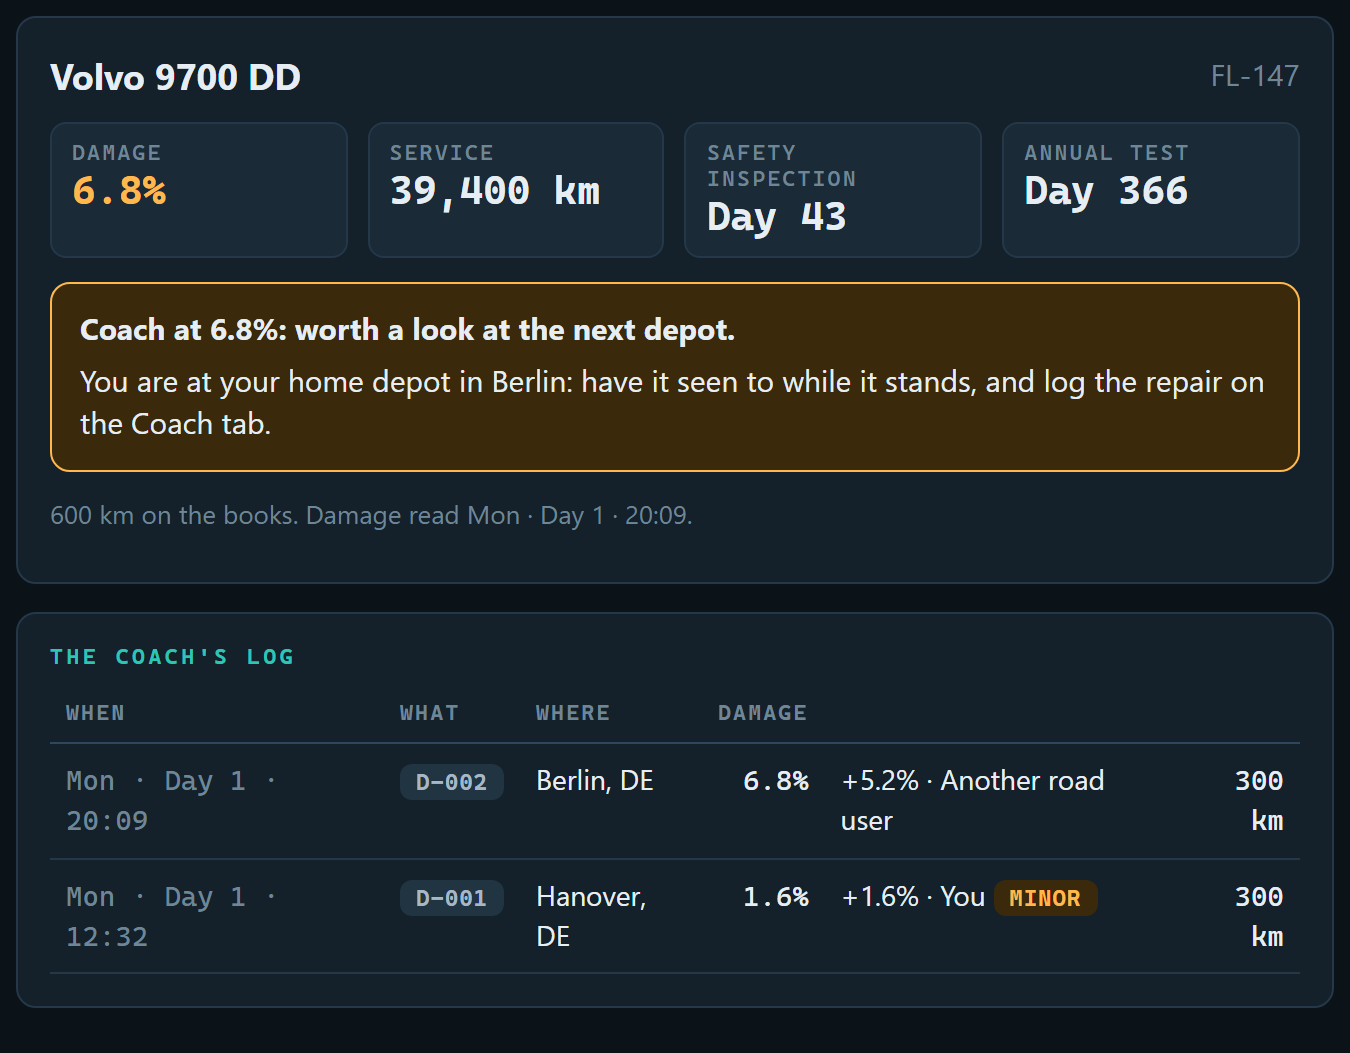 Volvo 9700 DD
FL-147
DAMAGE
6.8%
SERVICE
39,400 km
SAFETY
INSPECTION
Day 43
ANNUAL TEST
Day 366
Coach at 6.8%: worth a look at the next depot.
You are at your home depot in Berlin: have it seen to while it stands, and log the repair on
the Coach tab.
600 km on the books. Damage read Mon · Day 1 · 20:09.
THE COACH'S LOG
WHEN WHAT WHERE DAMAGE
Mon · Day 1 · D-002 Berlin, DE 6.8% +5.2% · Another road 300
20:09 user km
Mon · Day 1 · D-001 Hanover, 1.6% +1.6% · You MINOR 300
12:32 DE km